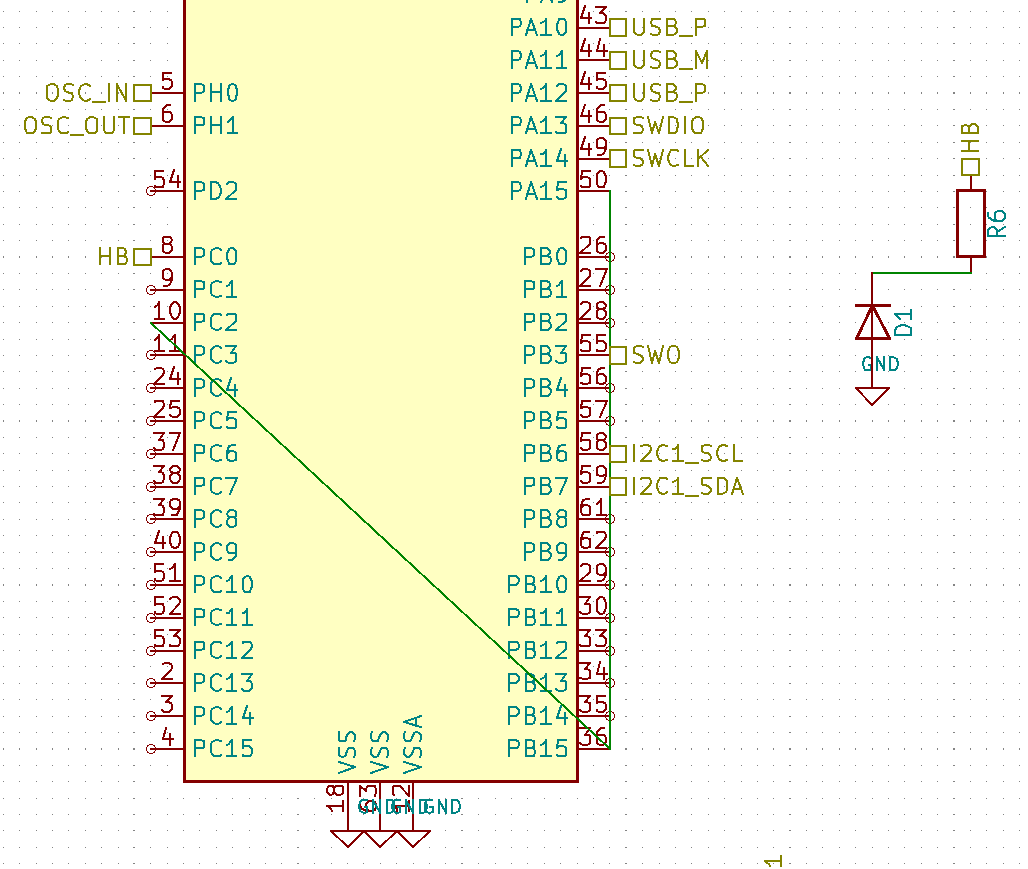 43 PA10 USB_P
44 PA11 USB_M
OSC_IN 5 PH0 45 PA12 USB_P
OSC_OUT 6 PH1 46 PA13 SWDIO
49 PA14 SWCLK
HB
54 PD2 50 PA15
R6
HB 8 PC0 26 PB0
9 PC1 27 PB1
10 PC2 28 PB2
D1
11 PC3 55 PB3 SWO
GND
24 PC4 56 PB4
25 PC5 57 PB5
37 PC6 58 PB6 I2C1_SCL
38 PC7 59 PB7 I2C1_SDA
39 PC8 61 PB8
40 PC9 62 PB9
51 PC10 29 PB10
52 PC11 30 PB11
53 PC12 33 PB12
2 PC13 34 PB13
3 PC14 35 PB14
4 PC15 36 PB15
VSS VSS VSSA
18 63 12
GND GND GND
1